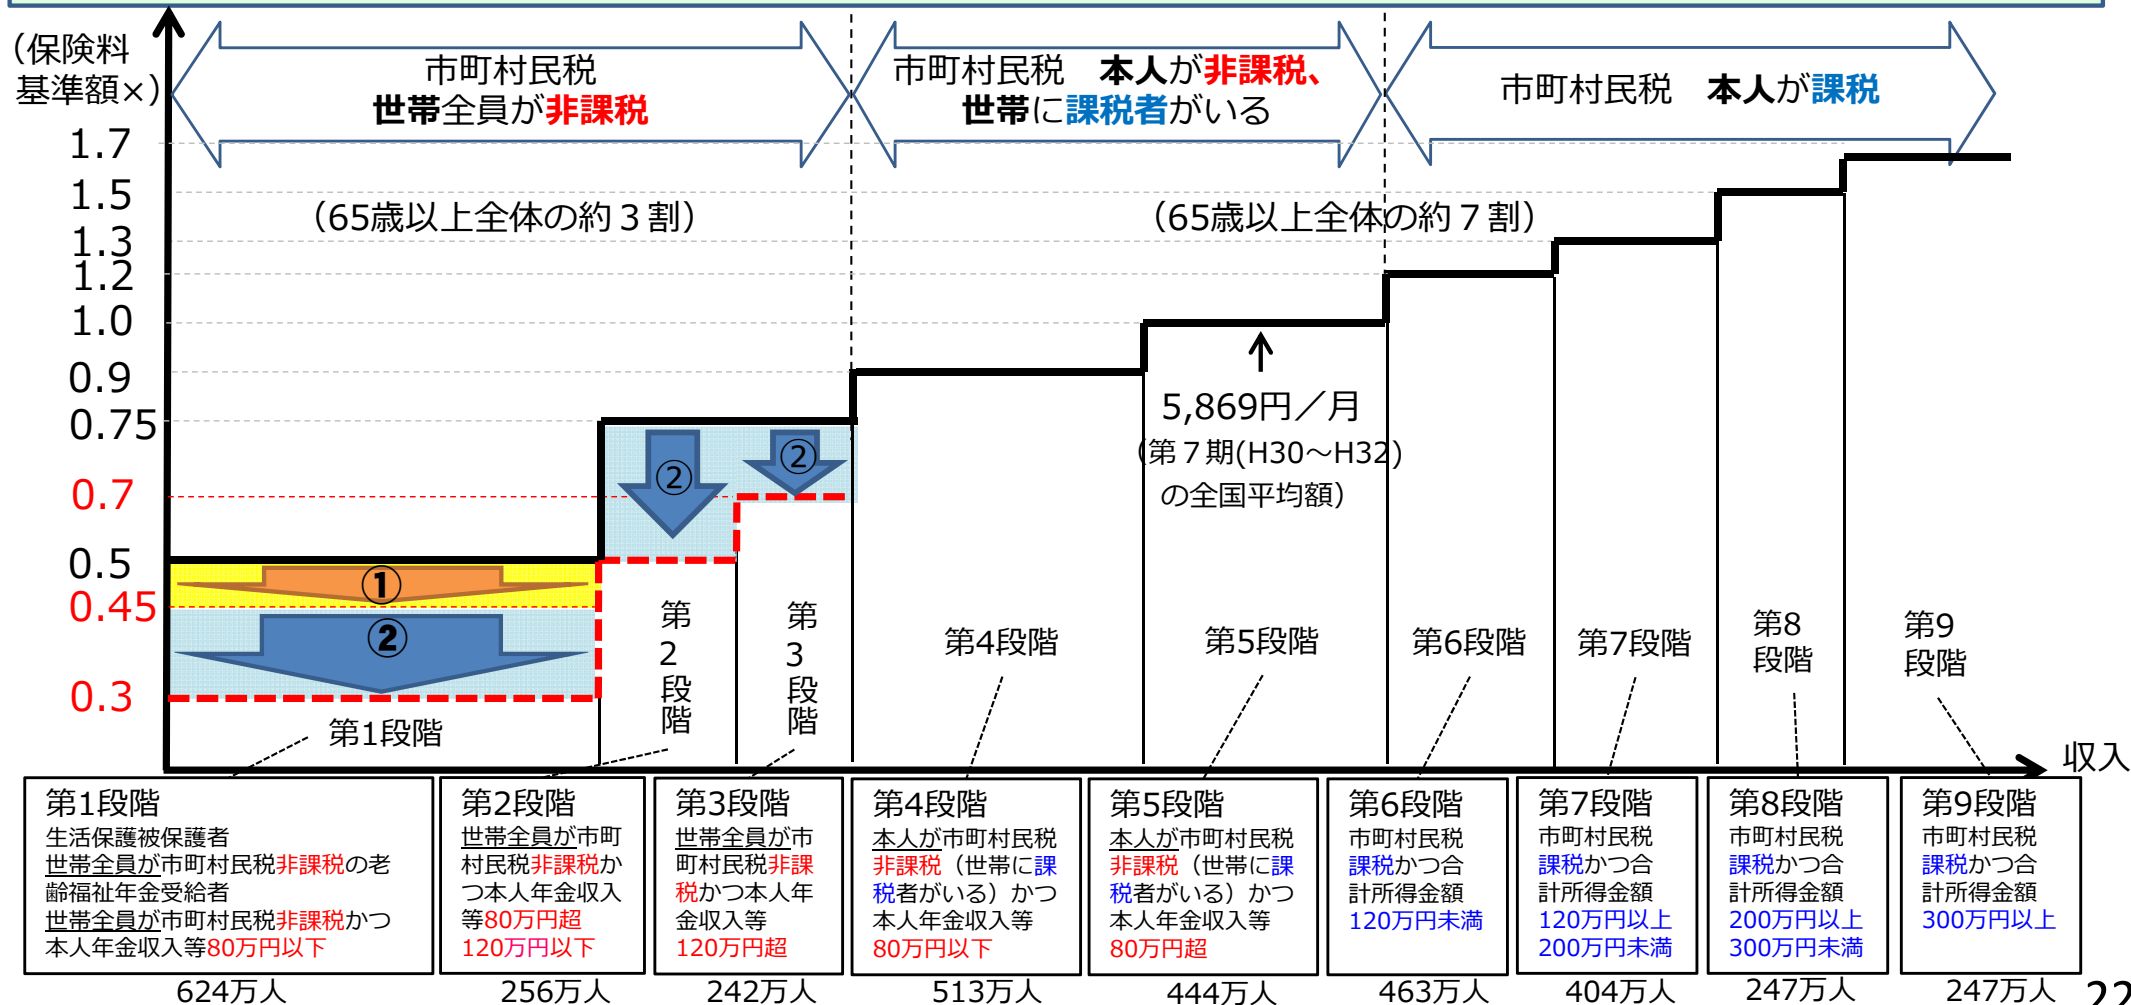 （保険料
基準額×）
市町村民税
世帯全員が非課税
市町村民税　本人が非課税、
世帯に課税者がいる
市町村民税　本人が課税
1.7
1.5
1.3
1.2
1.0
0.9
0.75
0.7
0.5
0.45
0.3
（65歳以上全体の約３割）
（65歳以上全体の約７割）
5,869円／月
（第７期(H30～H32)
の全国平均額）
②
②
①
②
第1段階
第２段階
第３段階
第4段階
第5段階
第6段階
第7段階
第8
段階
第9
段階
収入
第1段階
生活保護被保護者
世帯全員が市町村民税非課税の老
齢福祉年金受給者
世帯全員が市町村民税非課税かつ
本人年金収入等80万円以下
624万人
第2段階
世帯全員が市町
村民税非課税か
つ本人年金収入
等80万円超
120万円以下
256万人
第3段階
世帯全員が市
町村民税非課
税かつ本人年
金収入等
120万円超
242万人
第4段階
本人が市町村民税
非課税（世帯に課
税者がいる）かつ
本人年金収入等
80万円以下
513万人
第5段階
本人が市町村民税
非課税（世帯に課
税者がいる）かつ
本人年金収入等
80万円超
444万人
第6段階
市町村民税
課税かつ合
計所得金額
120万円未満
463万人
第7段階
市町村民税
課税かつ合
計所得金額
120万円以上
200万円未満
404万人
第8段階
市町村民税
課税かつ合
計所得金額
200万円以上
300万円未満
247万人
第9段階
市町村民税
課税かつ合
計所得金額
300万円以上
247万人
22